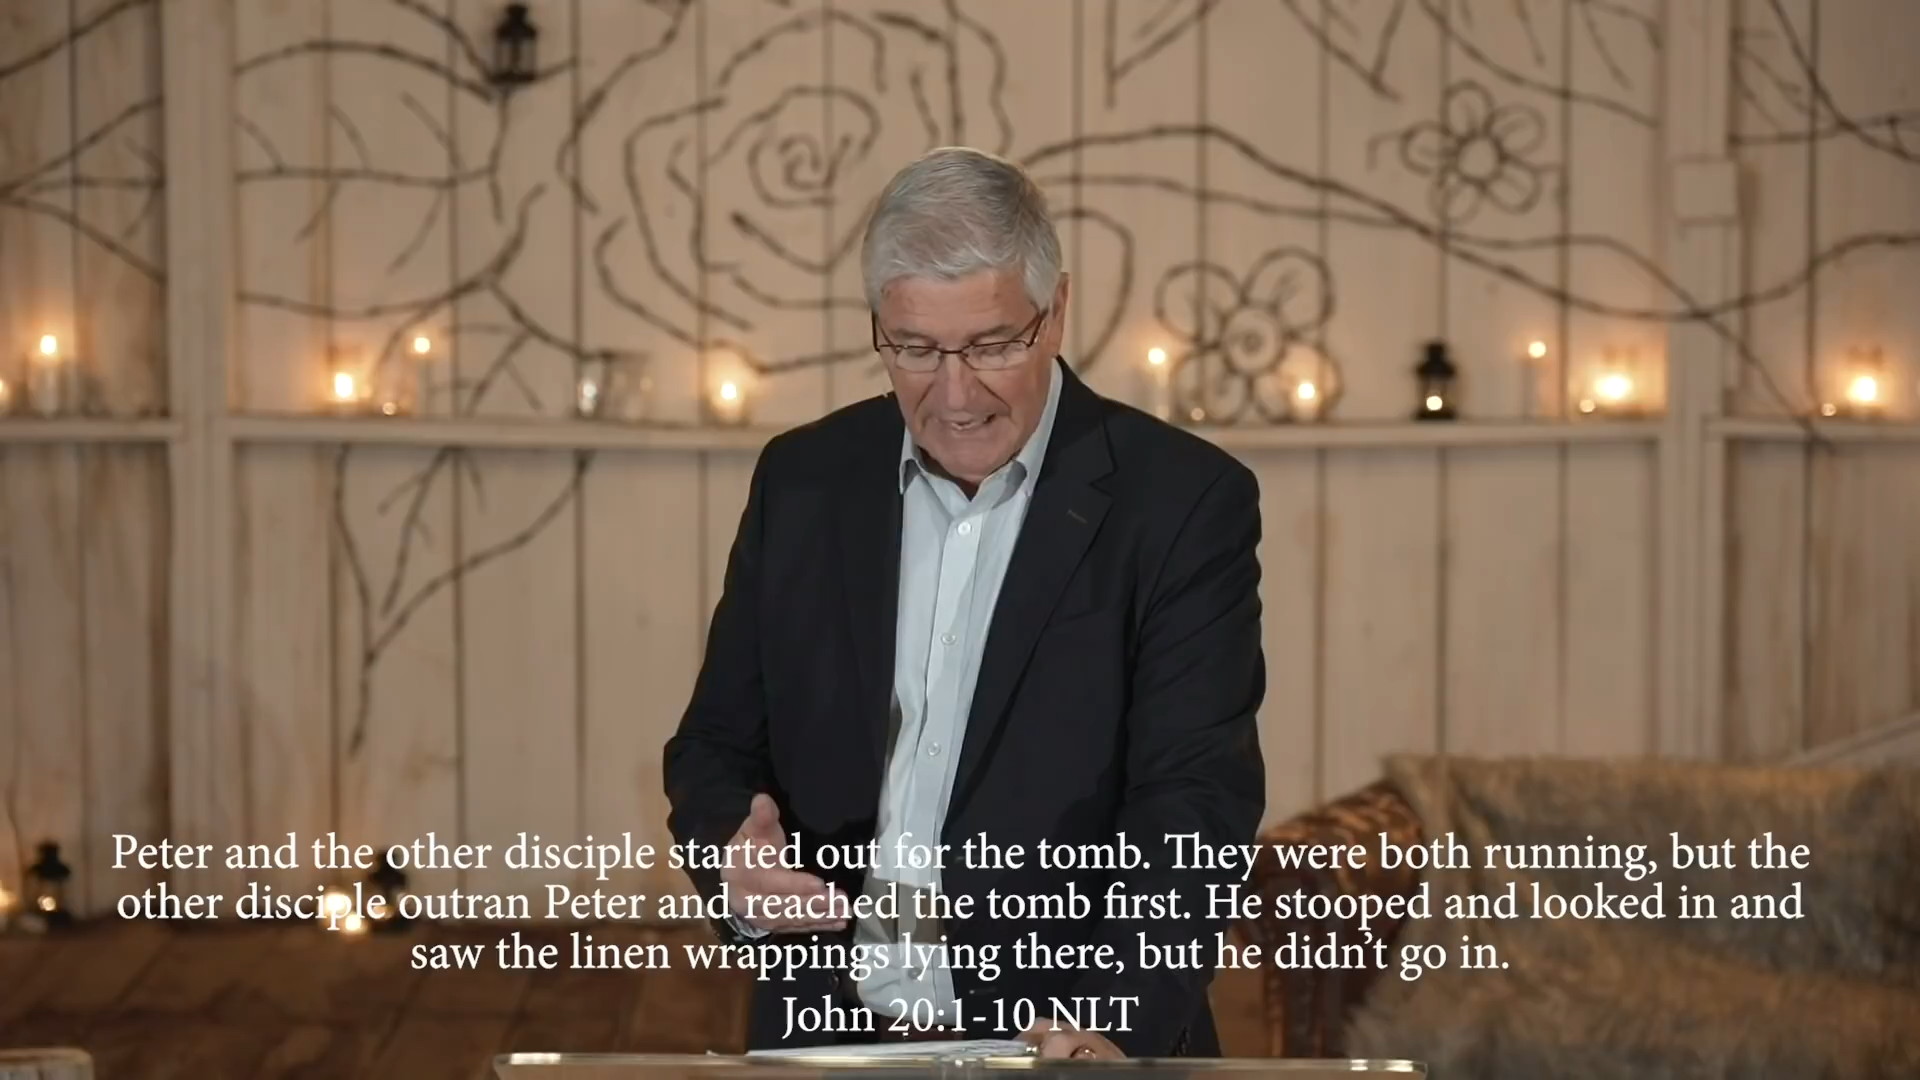 Peter and the other disciple started out for the tomb. They were both running, but the
other disciple outran Peter and reached the tomb first. He stooped and looked in and
saw the linen wrappings lying there, but he didn’t go in.
John 20:1-10 NLT